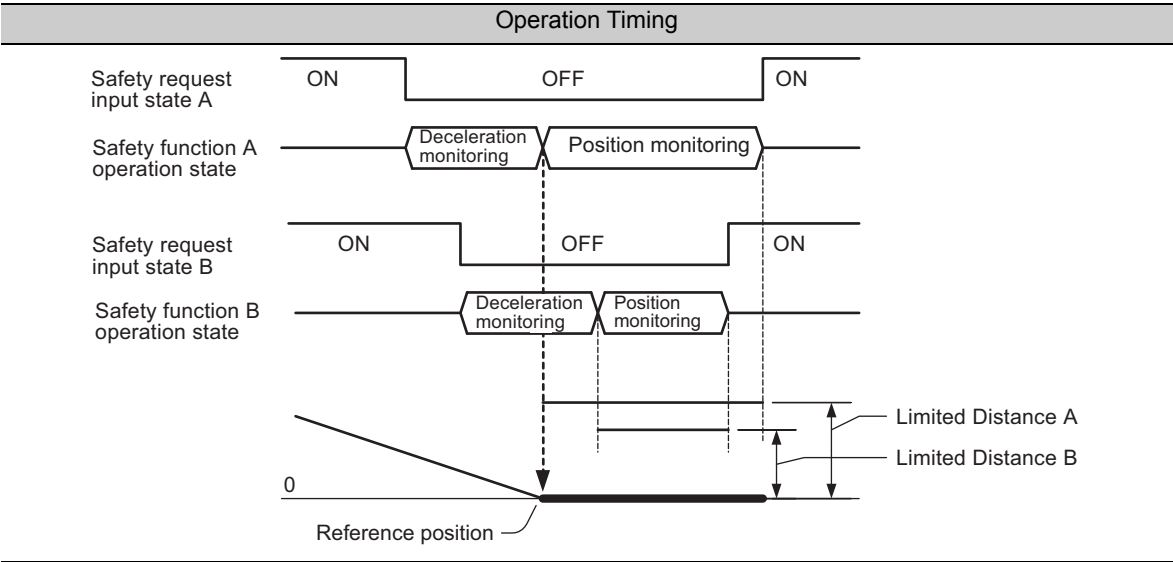 Operation Timing
Safety request
input state A
ON
OFF
ON
Safety function A
operation state
Deceleration
monitoring
Position monitoring
Safety request
input state B
ON
OFF
ON
Safety function B
operation state
Deceleration
monitoring
Position
monitoring
Limited Distance A
Limited Distance B
0
Reference position